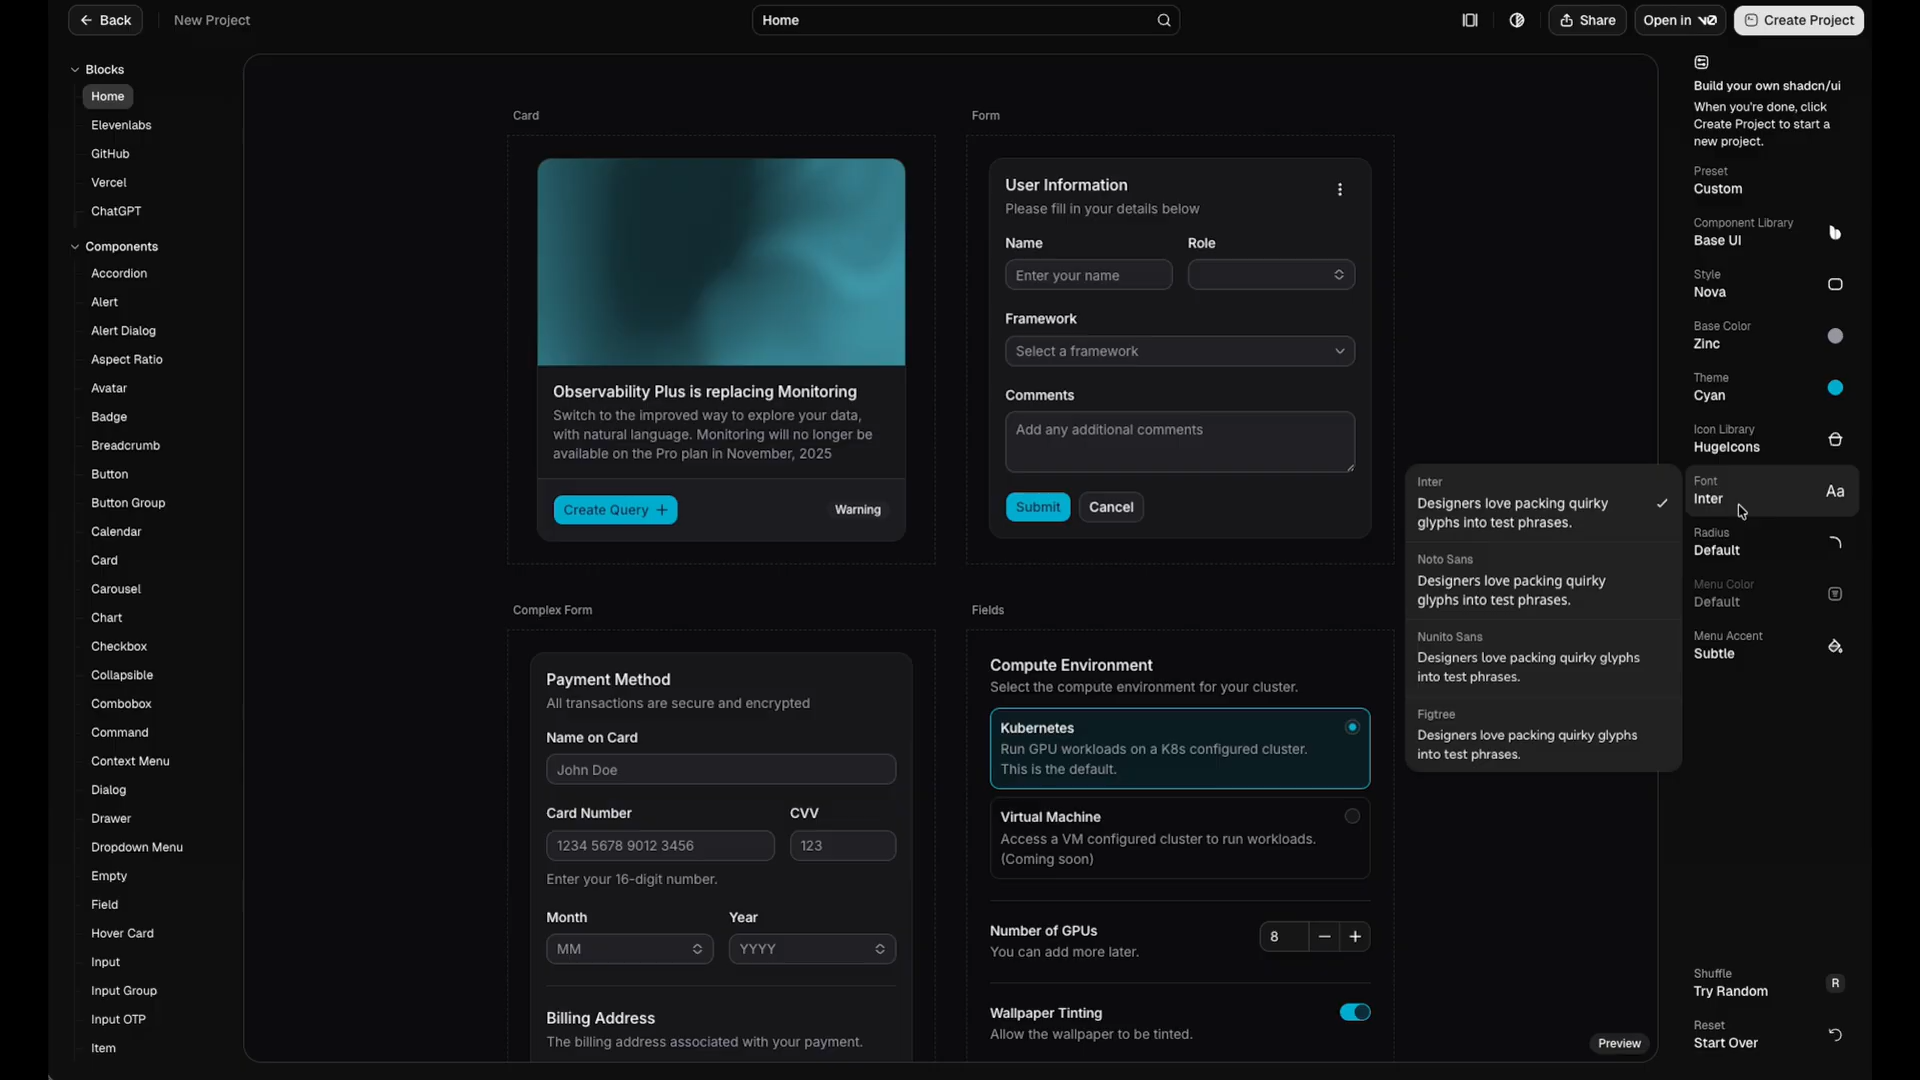 Back
New Project
Home
Share
Open in v0
Create Project
Blocks
Home
Elevenlabs
GitHub
Vercel
ChatGPT
Components
Accordion
Alert
Alert Dialog
Aspect Ratio
Avatar
Badge
Breadcrumb
Button
Button Group
Calendar
Card
Carousel
Chart
Checkbox
Collapsible
Combobox
Command
Context Menu
Dialog
Drawer
Dropdown Menu
Empty
Field
Hover Card
Input
Input Group
Input OTP
Item
Card
Observability Plus is replacing Monitoring
Switch to the improved way to explore your data,
with natural language. Monitoring will no longer be
available on the Pro plan in November, 2025
Create Query
Warning
Form
User Information
Please fill in your details below
Name
Role
Enter your name
Framework
Select a framework
Comments
Add any additional comments
Submit
Cancel
Complex Form
Payment Method
All transactions are secure and encrypted
Name on Card
John Doe
Card Number
CVV
1234 5678 9012 3456
123
Enter your 16-digit number.
Month
Year
MM
YYYY
Billing Address
The billing address associated with your payment.
Fields
Compute Environment
Select the compute environment for your cluster.
Kubernetes
Run GPU workloads on a K8s configured cluster.
This is the default.
Virtual Machine
Access a VM configured cluster to run workloads.
(Coming soon)
Number of GPUs
You can add more later.
8
Wallpaper Tinting
Allow the wallpaper to be tinted.
Preview
Inter
Designers love packing quirky
glyphs into test phrases.
Noto Sans
Designers love packing quirky
glyphs into test phrases.
Nunito Sans
Designers love packing quirky glyphs
into test phrases.
Figtree
Designers love packing quirky glyphs
into test phrases.
Build your own shadcn/ui
When you're done, click
Create Project to start a
new project.
Preset
Custom
Component Library
Base UI
Style
Nova
Base Color
Zinc
Theme
Cyan
Icon Library
HugeIcons
Font
Inter
Aa
Radius
Default
Menu Color
Default
Menu Accent
Subtle
Shuffle
Try Random
R
Reset
Start Over